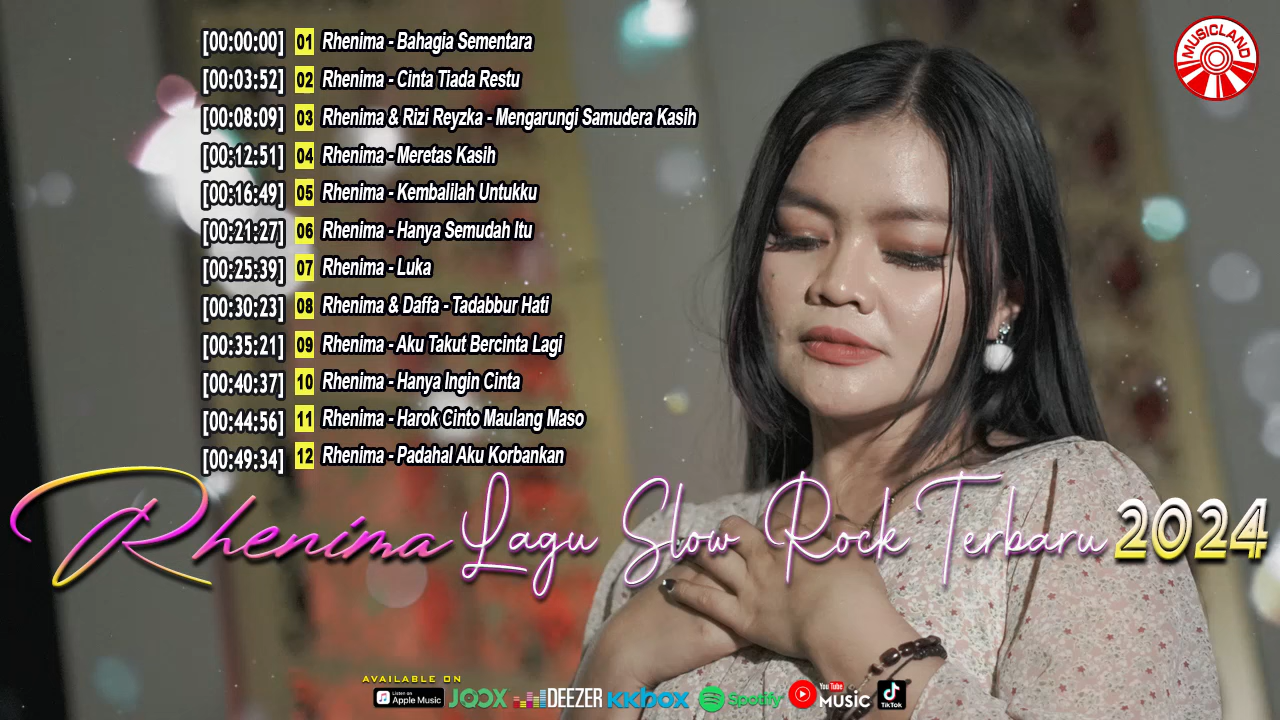 MUSICLAND
[00:00:00] 01 Rhenima - Bahagia Sementara
[00:03:52] 02 Rhenima - Cinta Tiada Restu
[00:08:09] 03 Rhenima & Rizi Reyzka - Mengarungi Samudera Kasih
[00:12:51] 04 Rhenima - Meretas Kasih
[00:16:49] 05 Rhenima - Kembalilah Untukku
[00:21:27] 06 Rhenima - Hanya Semudah Itu
[00:25:39] 07 Rhenima - Luka
[00:30:23] 08 Rhenima & Daffa - Tadabbur Hati
[00:35:21] 09 Rhenima - Aku Takut Bercinta Lagi
[00:40:37] 10 Rhenima - Hanya Ingin Cinta
[00:44:56] 11 Rhenima - Harok Cinto Maulang Maso
[00:49:34] 12 Rhenima - Padahal Aku Korbankan
Rhenima Lagu Slow Rock Terbaru 2024
AVAILABLE ON
Listen on Apple Music JOOX DEEZER KKBOX Spotify YouTube MUSIC TikTok